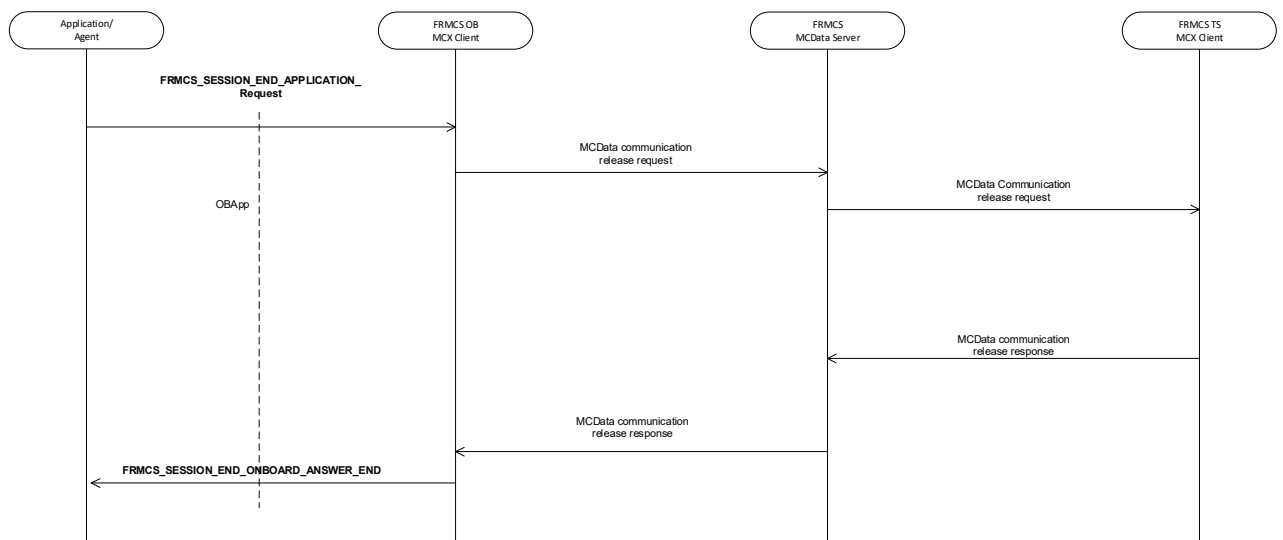 Application/
Agent
FRMCS OB
MCX Client
FRMCS
MCData Server
FRMCS TS
MCX Client
FRMCS_SESSION_END_APPLICATION_
Request
MCData communication
release request
MCData Communication
release request
OBApp
MCData communication
release response
MCData communication
release response
FRMCS_SESSION_END_ONBOARD_ANSWER_END